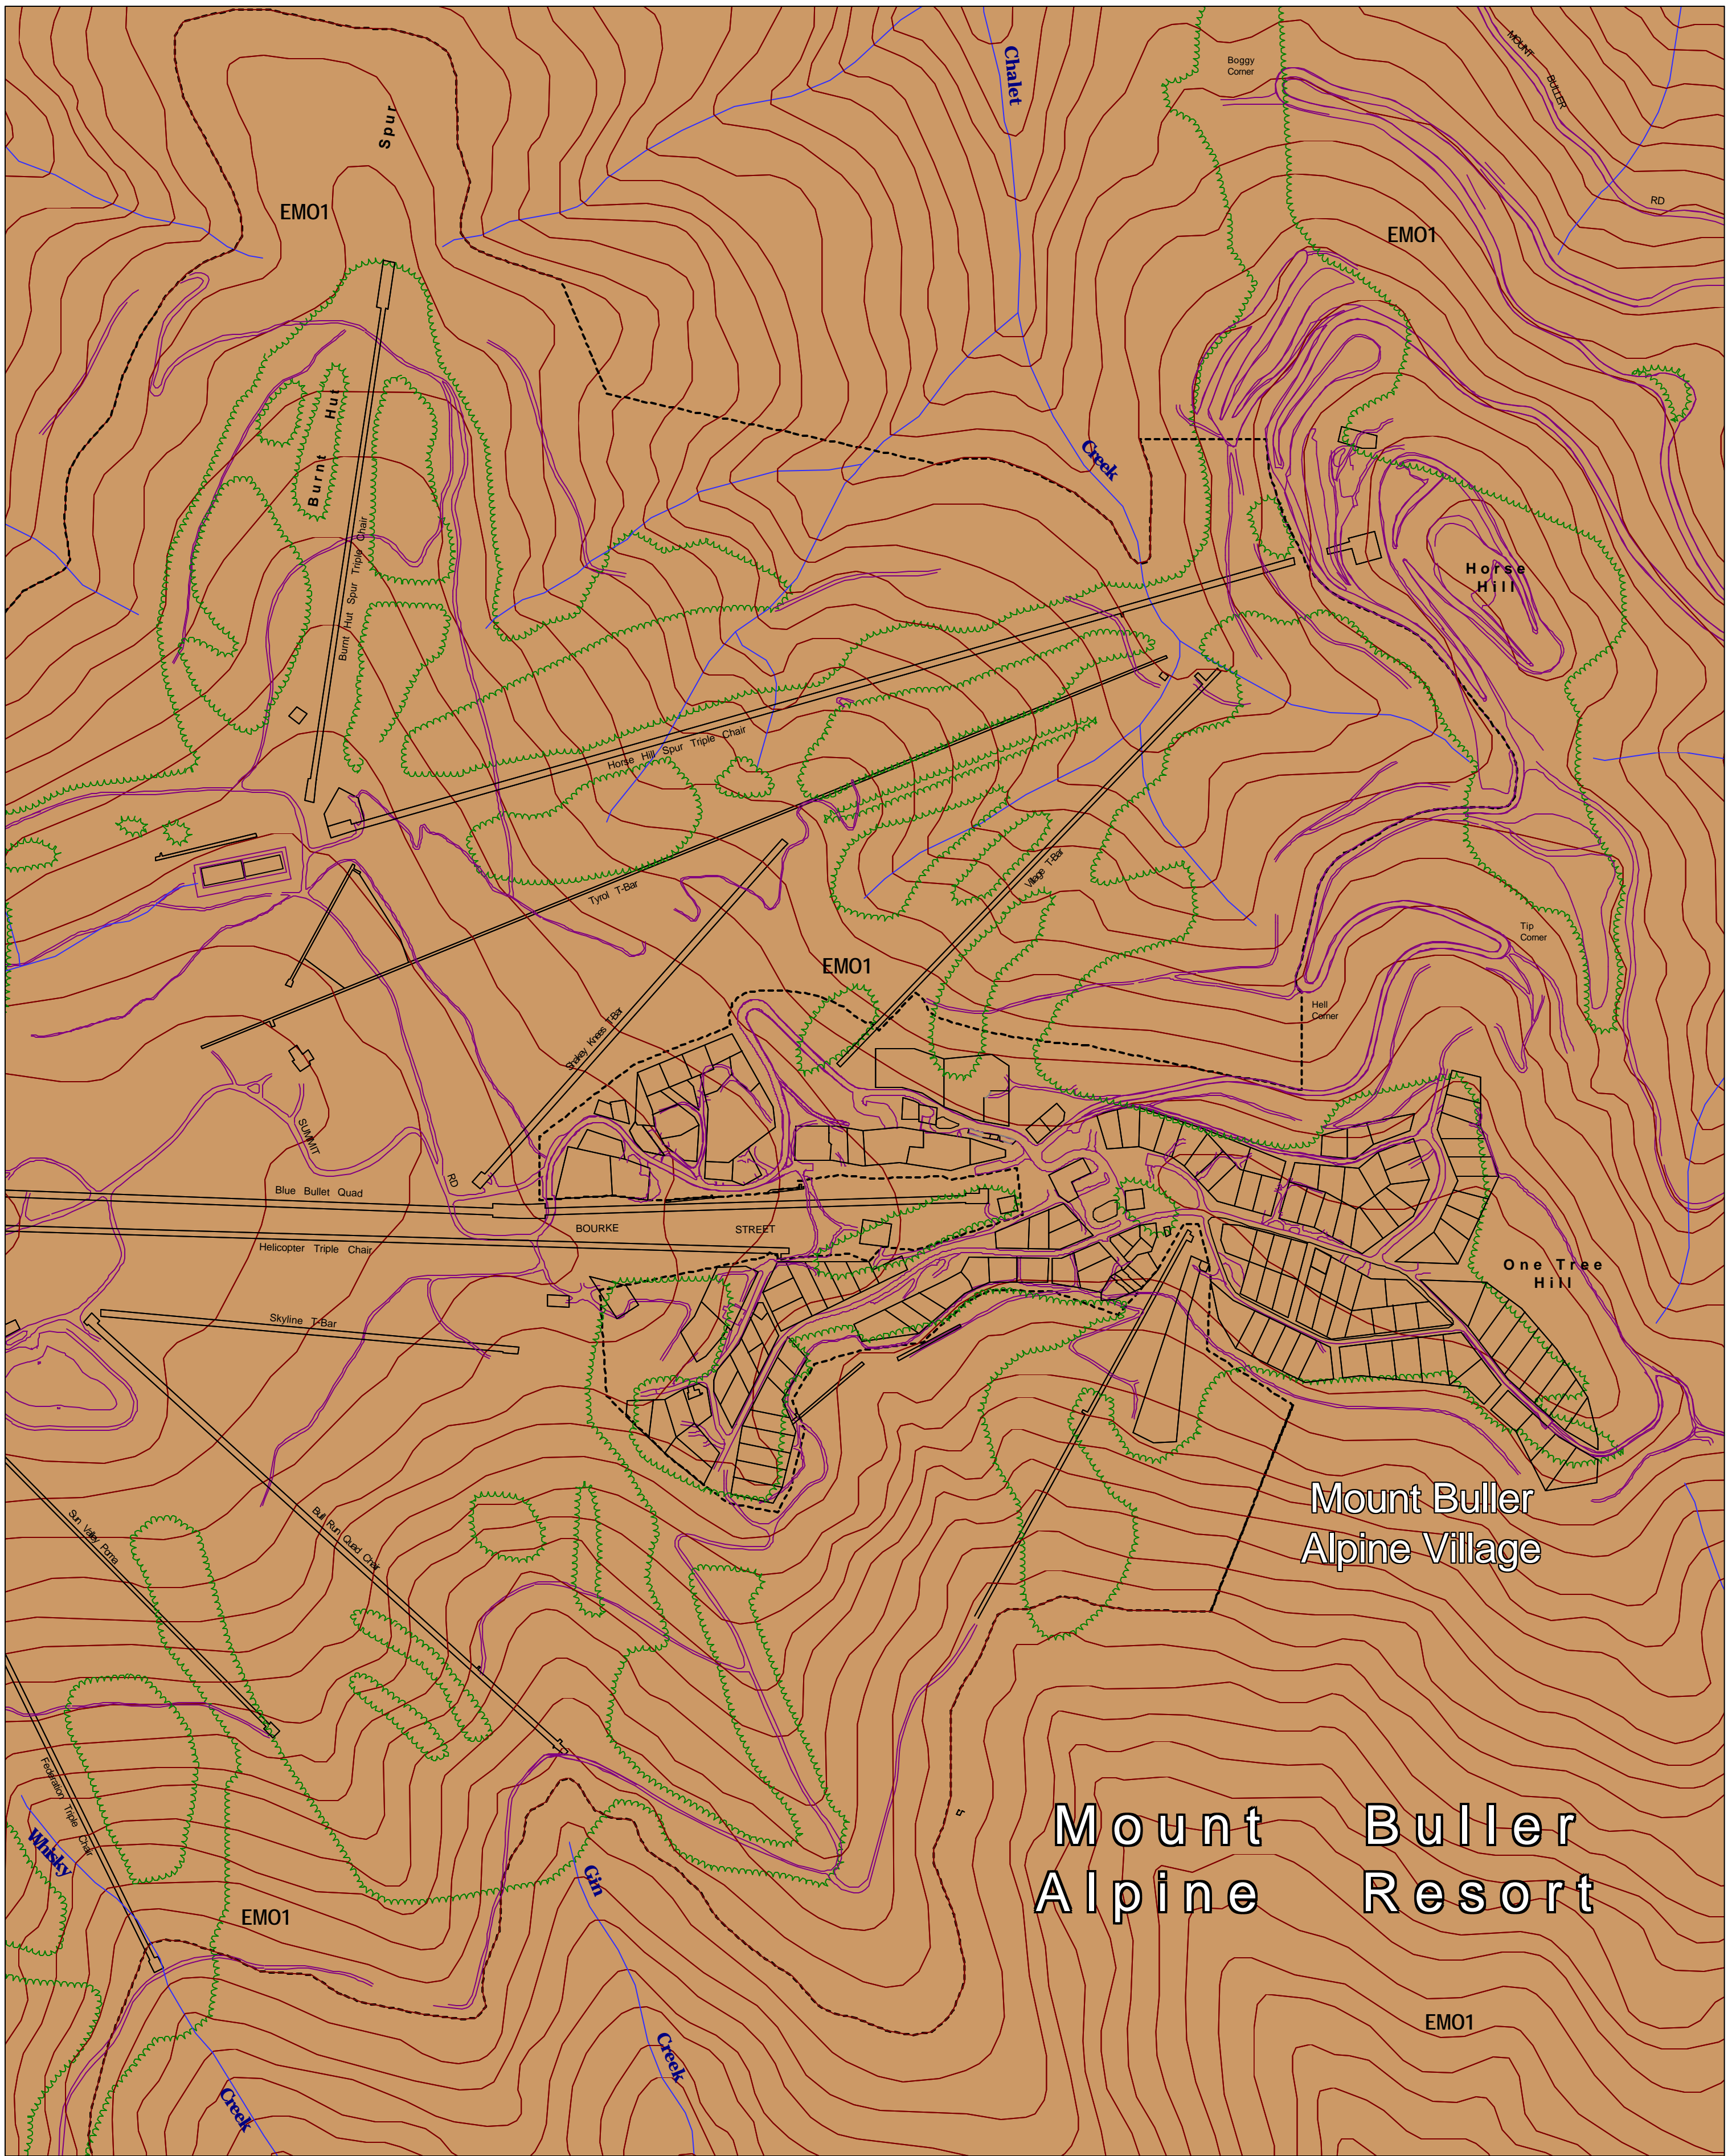 Chalet
MOUNT
BULLER
Boggy
Corner
Spur
RD
EMO1
EMO1
Burnt Hut
Creek
Burnt Hut Spur Triple Chair
Horse
Hill
Horse Hill Spur Triple Chair
Village T-Bar
Tyrol T-Bar
Tip
Corner
EMO1
Hell
Corner
Shakey Knees T-Bar
SUMMIT
RD
Blue Bullet Quad
BOURKE STREET
Helicopter Triple Chair
One Tree
Hill
Skyline T-Bar
Mount Buller
Alpine Village
Sun Valley Poma
Bull Run Quad Chair
Federation Triple Chair
Mount Buller
Alpine Resort
Whisky
Gin
EMO1
EMO1
Creek
Creek